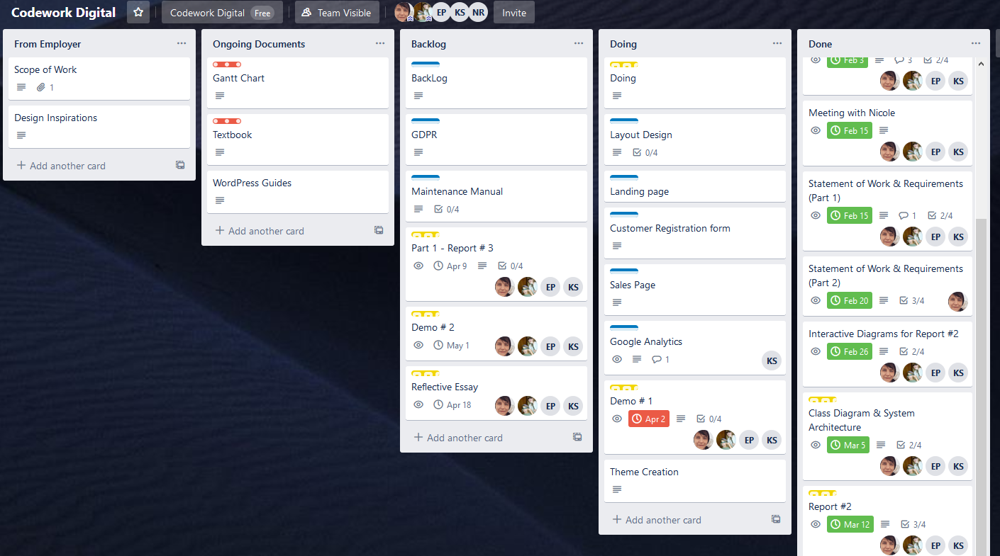 Codework Digital
Codework Digital Free
Team Visible
EP KS NR
Invite
From Employer
Scope of Work
1
Design Inspirations
Add another card
Ongoing Documents
Gantt Chart
Textbook
WordPress Guides
Add another card
Backlog
BackLog
GDPR
Maintenance Manual
0/4
Part 1 - Report # 3
Apr 9 0/4
EP KS
Demo # 2
May 1 EP KS
Reflective Essay
Apr 18 EP KS
Add another card
Doing
Doing
Layout Design
0/4
Landing page
Customer Registration form
Sales Page
Google Analytics
1 KS
Demo # 1
Apr 2 0/4
EP KS
Theme Creation
Add another card
Done
Feb 3 3 2/4
EP KS
Meeting with Nicole
Feb 15
EP KS
Statement of Work & Requirements
(Part 1)
Feb 15 1 2/4
EP KS
Statement of Work & Requirements
(Part 2)
Feb 20 3/4
Interactive Diagrams for Report #2
Feb 26 2/4
EP KS
Class Diagram & System
Architecture
Mar 5 2/4
EP KS
Report #2
Mar 12 3/4
EP KS